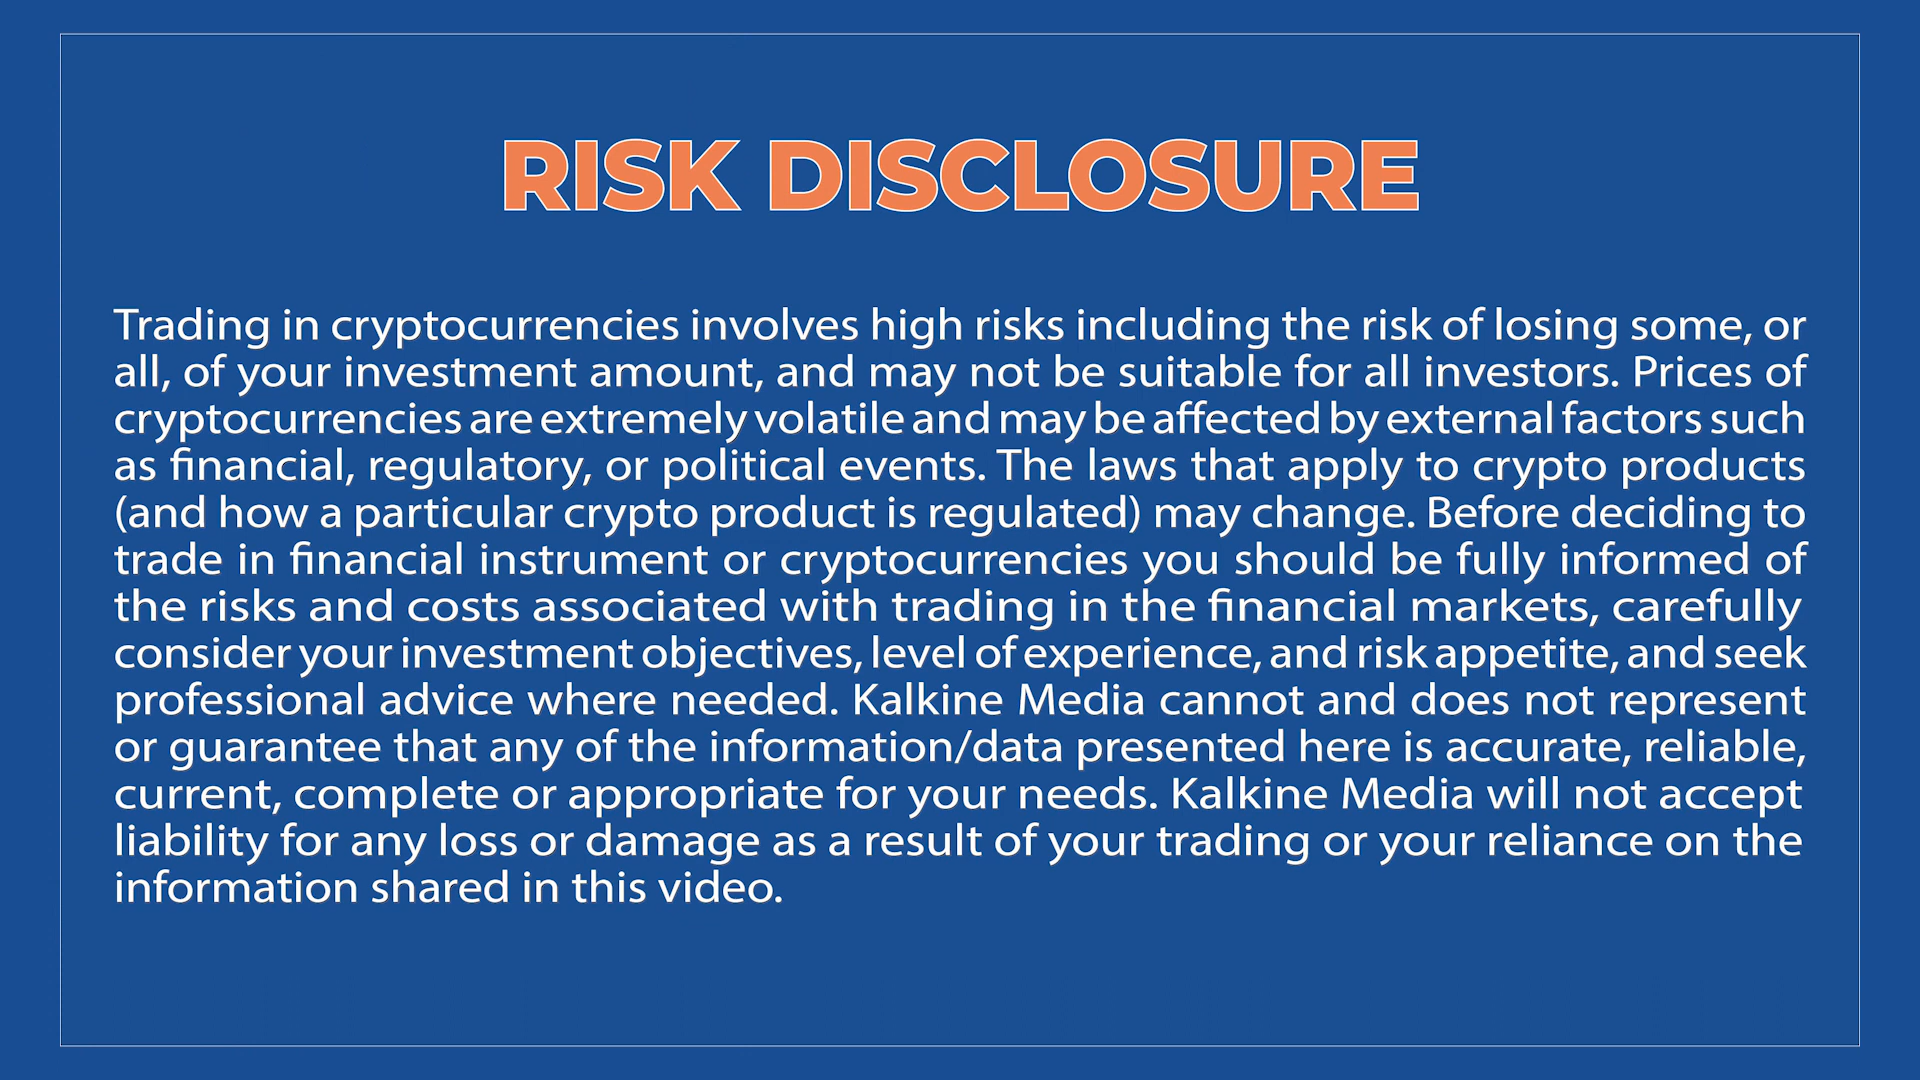 RISK DISCLOSURE
Trading in cryptocurrencies involves high risks including the risk of losing some, or
all, of your investment amount, and may not be suitable for all investors. Prices of
cryptocurrencies are extremely volatile and may be affected by external factors such
as financial, regulatory, or political events. The laws that apply to crypto products
(and how a particular crypto product is regulated) may change. Before deciding to
trade in financial instrument or cryptocurrencies you should be fully informed of
the risks and costs associated with trading in the financial markets, carefully
consider your investment objectives, level of experience, and risk appetite, and seek
professional advice where needed. Kalkine Media cannot and does not represent
or guarantee that any of the information/data presented here is accurate, reliable,
current, complete or appropriate for your needs. Kalkine Media will not accept
liability for any loss or damage as a result of your trading or your reliance on the
information shared in this video.